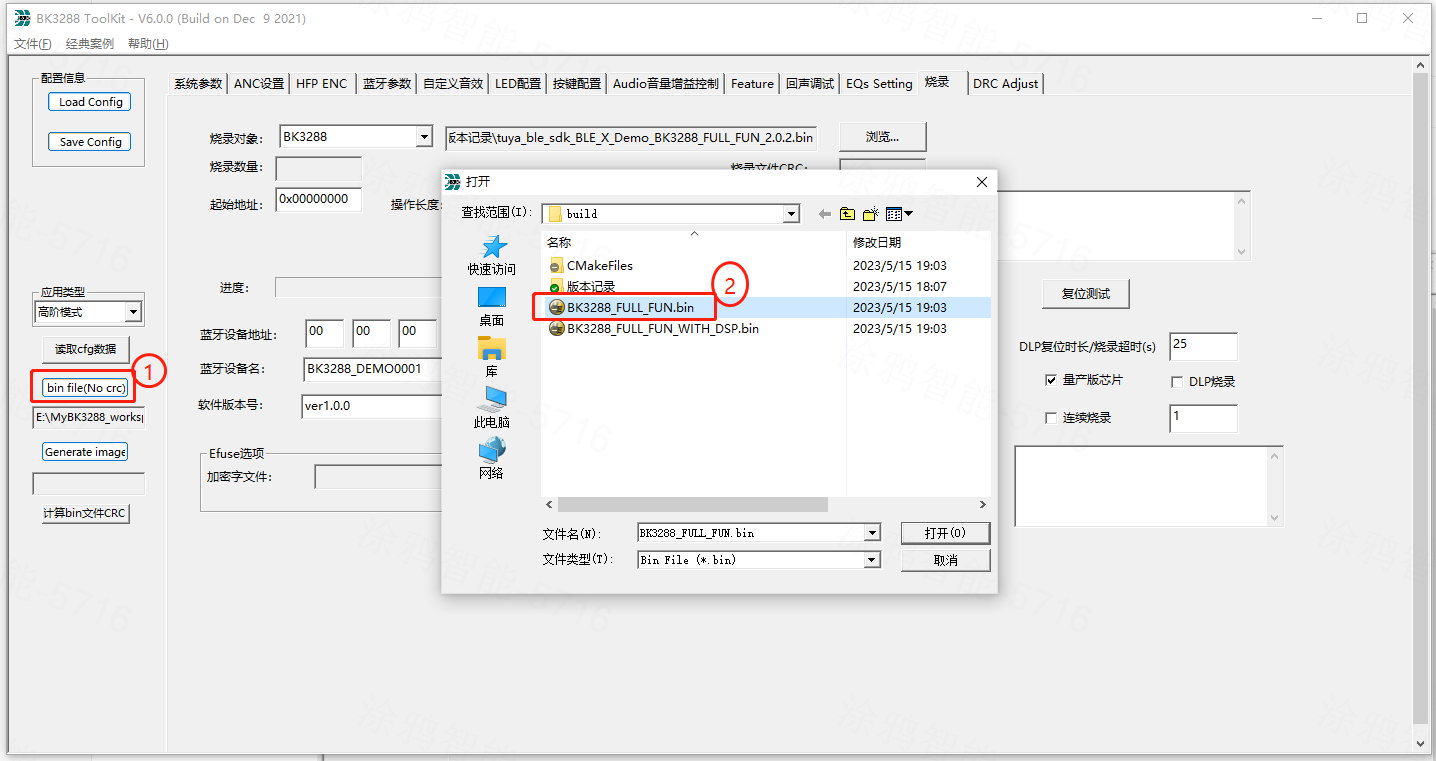 BK3288 ToolKit - V6.0.0 (Build on Dec  9 2021)
文件(F) 经典案例 帮助(H)
配置信息
Load Config
Save Config
系统参数 ANC设置 HFP ENC 蓝牙参数 自定义音效 LED配置 按键配置 Audio音量增益控制 Feature 回声调试 EQs Setting 烧录 DRC Adjust
烧录对象: BK3288 版本记录\tuya_ble_sdk_BLE_X_Demo_BK3288_FULL_FUN_2.0.2.bin 浏览...
烧录数量: 烧录文件CRC:
起始地址: 0x00000000 操作长度:
进度:
蓝牙设备地址: 00 00 00
蓝牙设备名: BK3288_DEMO0001
软件版本号: ver1.0.0
Efuse选项
加密字文件:
应用类型
高阶模式
读取cfg数据
bin file(No crc)
1
E:\MyBK3288_worksp
Generate image
计算bin文件CRC
打开
查找范围(I): build
快速访问
桌面
库
此电脑
网络
名称 修改日期
CMakeFiles 2023/5/15 19:03
版本记录 2023/5/15 18:07
BK3288_FULL_FUN.bin 2023/5/15 19:03
2
BK3288_FULL_FUN_WITH_DSP.bin 2023/5/15 19:03
文件名(N): BK3288_FULL_FUN.bin 打开(O)
文件类型(T): Bin File (*.bin) 取消
复位测试
DLP复位时长/烧录超时(s) 25
量产版芯片 DLP烧录
连续烧录 1
涂鸦智能-5716